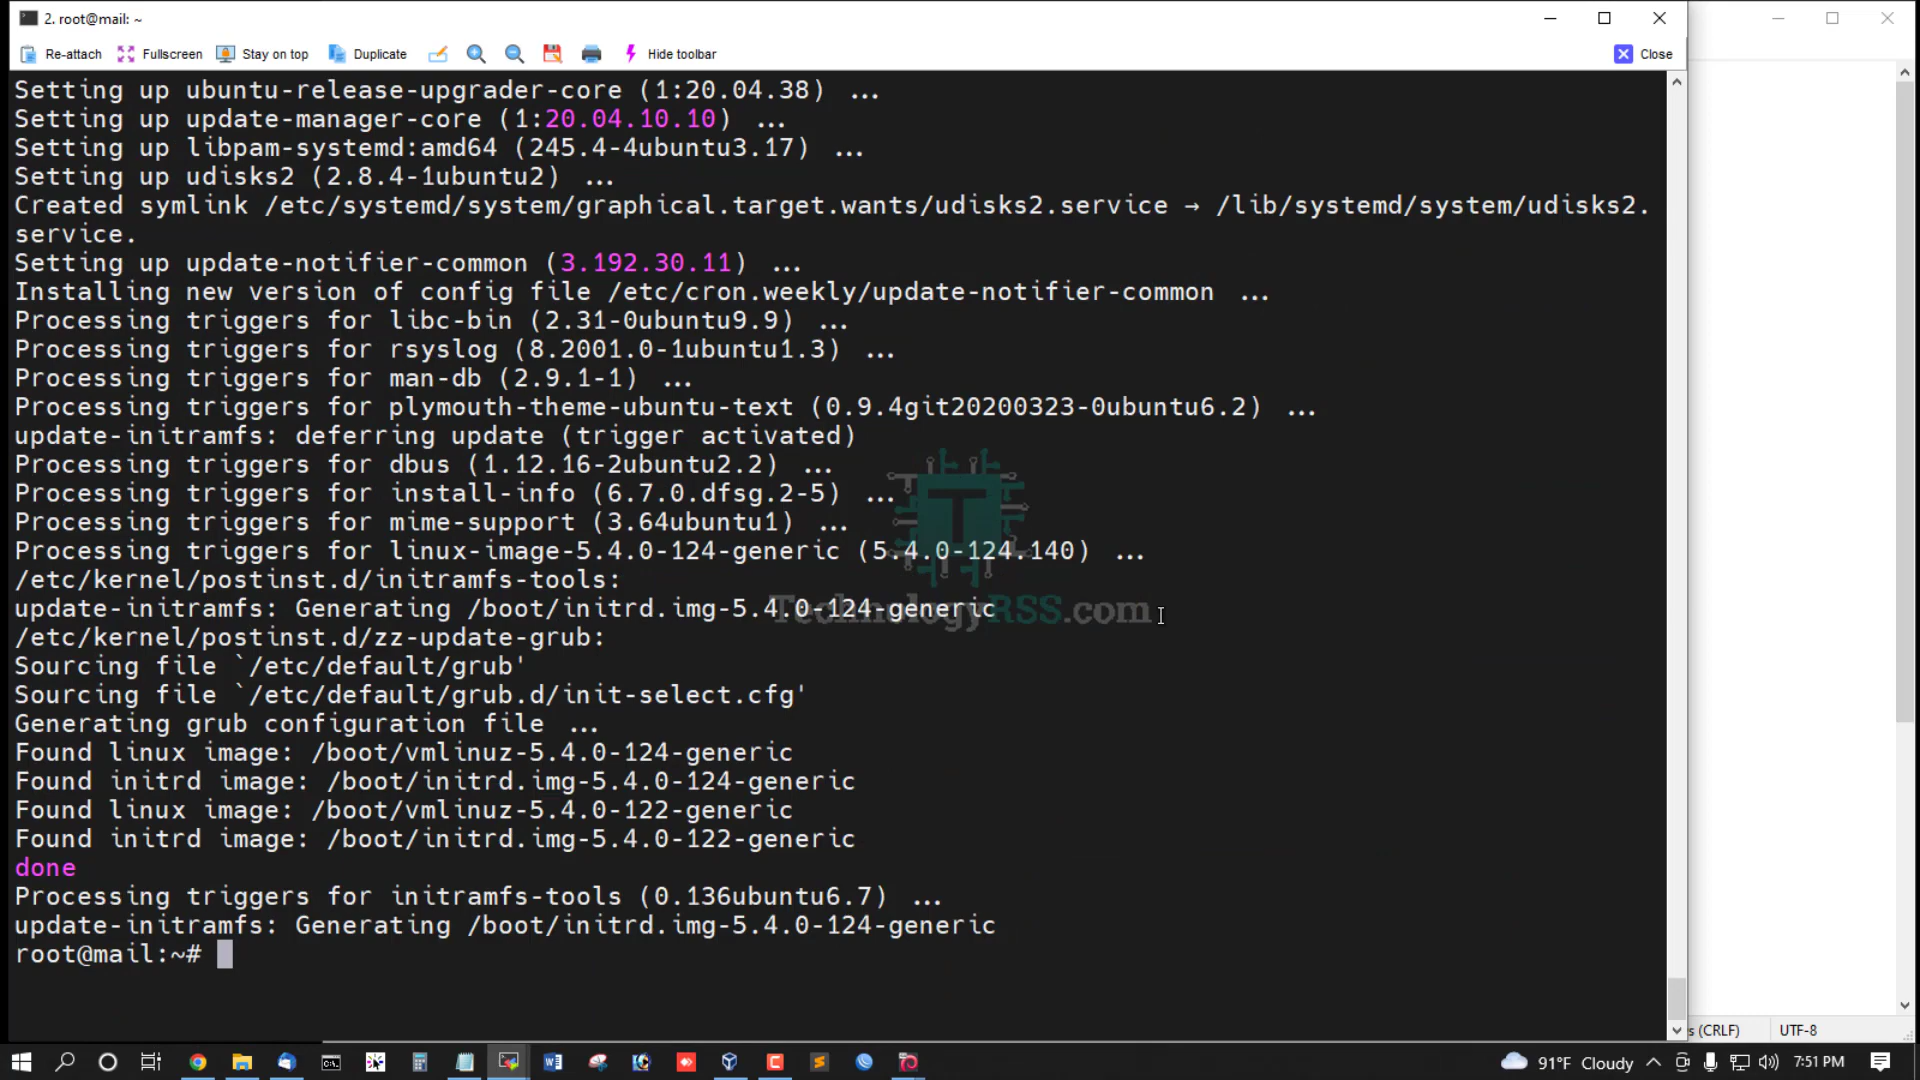 2. root@mail: ~
Re-attach Fullscreen Stay on top Duplicate Hide toolbar Close
Setting up ubuntu-release-upgrader-core (1:20.04.38) ...
Setting up update-manager-core (1:20.04.10.10) ...
Setting up libpam-systemd:amd64 (245.4-4ubuntu3.17) ...
Setting up udisks2 (2.8.4-1ubuntu2) ...
Created symlink /etc/systemd/system/graphical.target.wants/udisks2.service → /lib/systemd/system/udisks2.
service.
Setting up update-notifier-common (3.192.30.11) ...
Installing new version of config file /etc/cron.weekly/update-notifier-common ...
Processing triggers for libc-bin (2.31-0ubuntu9.9) ...
Processing triggers for rsyslog (8.2001.0-1ubuntu1.3) ...
Processing triggers for man-db (2.9.1-1) ...
Processing triggers for plymouth-theme-ubuntu-text (0.9.4git20200323-0ubuntu6.2) ...
update-initramfs: deferring update (trigger activated)
Processing triggers for dbus (1.12.16-2ubuntu2.2) ...
Processing triggers for install-info (6.7.0.dfsg.2-5) ...
Processing triggers for mime-support (3.64ubuntu1) ...
Processing triggers for linux-image-5.4.0-124-generic (5.4.0-124.140) ...
/etc/kernel/postinst.d/initramfs-tools:
update-initramfs: Generating /boot/initrd.img-5.4.0-124-generic
TechnologyRSS.com
/etc/kernel/postinst.d/zz-update-grub:
Sourcing file `/etc/default/grub'
Sourcing file `/etc/default/grub.d/init-select.cfg'
Generating grub configuration file ...
Found linux image: /boot/vmlinuz-5.4.0-124-generic
Found initrd image: /boot/initrd.img-5.4.0-124-generic
Found linux image: /boot/vmlinuz-5.4.0-122-generic
Found initrd image: /boot/initrd.img-5.4.0-122-generic
done
Processing triggers for initramfs-tools (0.136ubuntu6.7) ...
update-initramfs: Generating /boot/initrd.img-5.4.0-124-generic
root@mail:~#
s (CRLF) UTF-8
91°F Cloudy 7:51 PM